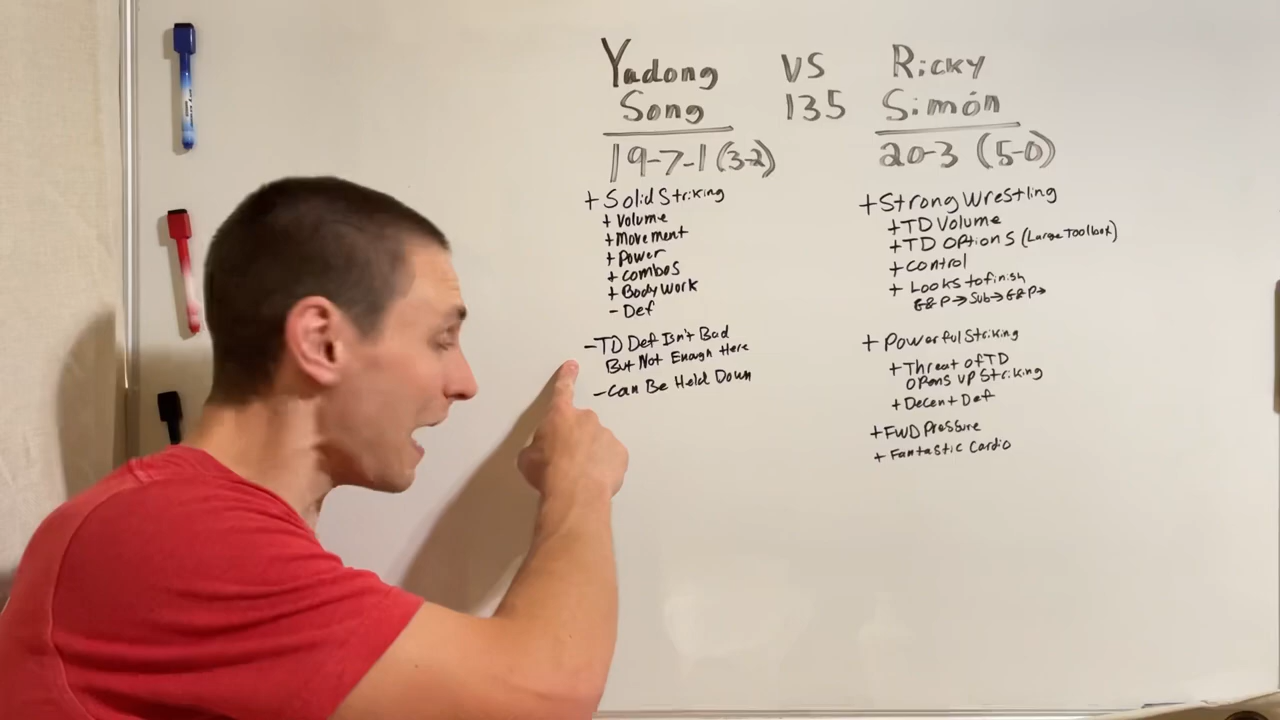 Yadong VS Ricky
Song 135 Simón
19-7-1 (3-2) 20-3 (5-0)
+ Solid Striking
+ Volume
+ Movement
+ Power
+ Combos
+ Body Work
- Def
- TD Def Isn't Bad
But Not Enough Here
- Can Be Held Down
+ Strong Wrestling
+ TD Volume
+ TD Options (Large Toolbox)
+ Control
+ Looks to finish
G&P → Sub → G&P →
+ Powerful Striking
+ Threat of TD
opens up Striking
+ Decent Def
+ FWD Pressure
+ Fantastic Cardio